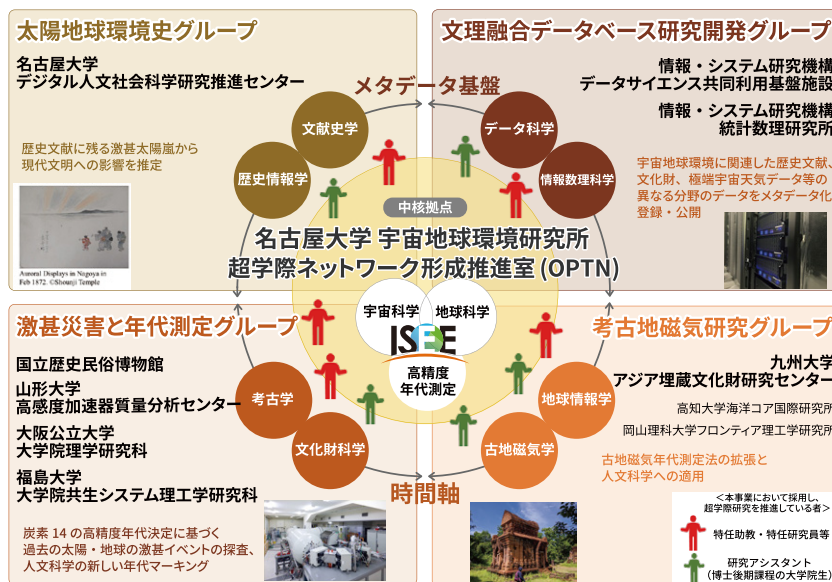 太陽地球環境史グループ
名古屋大学
デジタル人文社会科学研究推進センター
歴史文献に残る激甚太陽嵐から
現代文明への影響を推定
Auroral Displays in Nagoya in
Feb 1872. ©Shounji Temple
文理融合データベース研究開発グループ
情報・システム研究機構
データサイエンス共同利用基盤施設
情報・システム研究機構
統計数理研究所
宇宙地球環境に関連した歴史文献、
文化財、極端宇宙天気データ等の
異なる分野のデータをメタデータ化
登録・公開
メタデータ基盤
文献史学
歴史情報学
データ科学
情報数理科学
中核拠点
名古屋大学 宇宙地球環境研究所
超学際ネットワーク形成推進室 (OPTN)
宇宙科学
地球科学
ISEE
高精度
年代測定
激甚災害と年代測定グループ
国立歴史民俗博物館
山形大学
高感度加速器質量分析センター
大阪公立大学
大学院理学研究科
福島大学
大学院共生システム理工学研究科
炭素 14 の高精度年代決定に基づく
過去の太陽・地球の激甚イベントの探査、
人文科学の新しい年代マーキング
考古学
文化財科学
地球情報学
古地磁気学
時間軸
考古地磁気研究グループ
九州大学
アジア埋蔵文化財研究センター
高知大学海洋コア国際研究所
岡山理科大学フロンティア理工学研究所
古地磁気年代測定法の拡張と
人文科学への適用
＜本事業において採用し、
超学際研究を推進している者＞
特任助教・特任研究員等
研究アシスタント
（博士後期課程の大学院生）